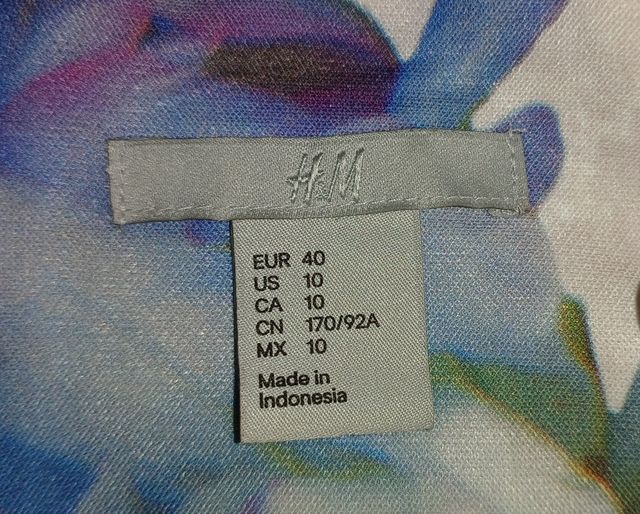 H&M
EUR 40
US 10
CA 10
CN 170/92A
MX 10
Made in
Indonesia